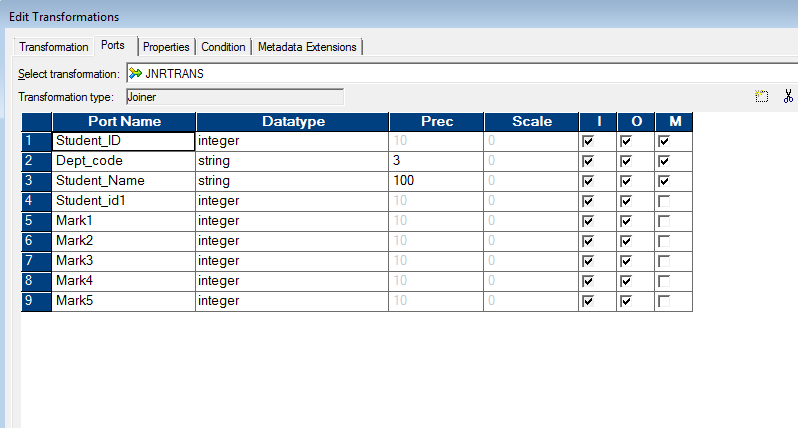 Edit Transformations
Transformation Ports Properties Condition Metadata Extensions
Select transformation: JNRTRANS
Transformation type: Joiner
Port Name Datatype Prec Scale I O M
1 Student_ID integer 10 0
2 Dept_code string 3 0
3 Student_Name string 100 0
4 Student_id1 integer 10 0
5 Mark1 integer 10 0
6 Mark2 integer 10 0
7 Mark3 integer 10 0
8 Mark4 integer 10 0
9 Mark5 integer 10 0